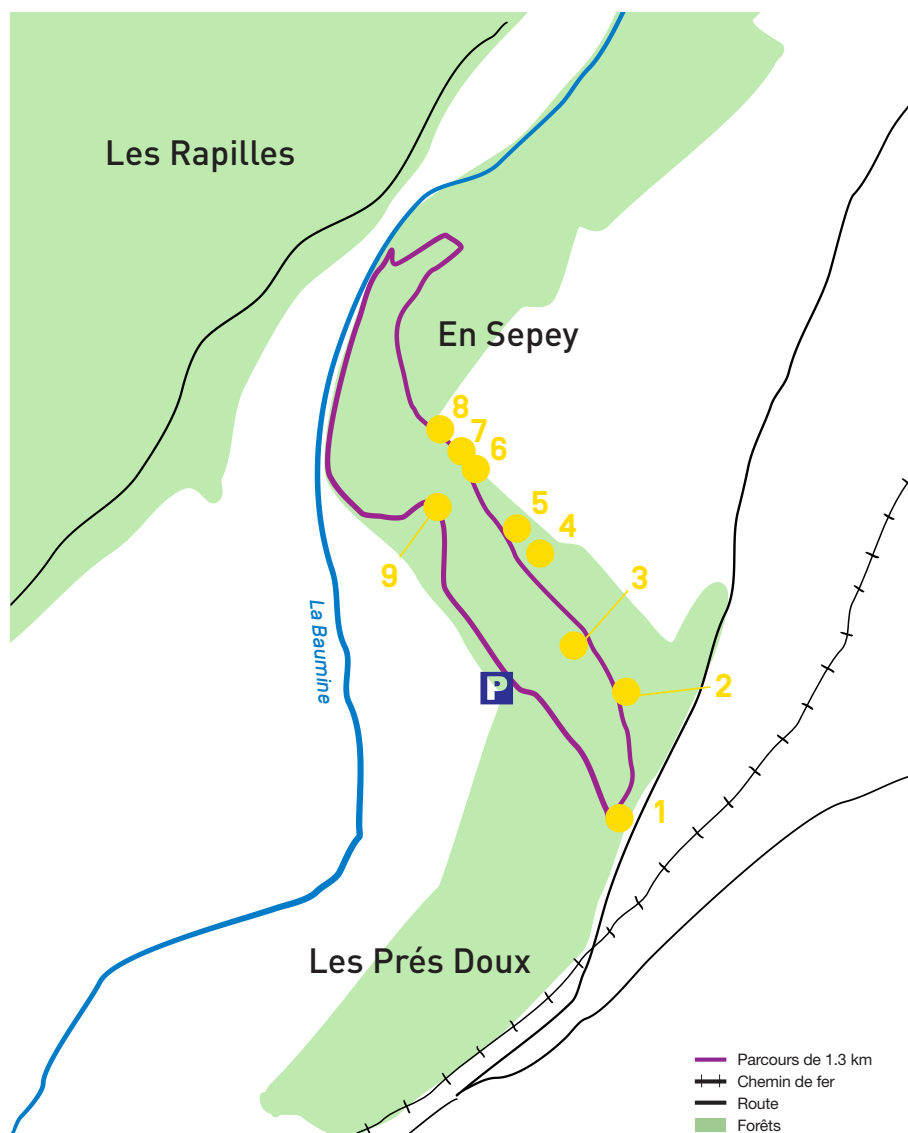 Les Rapilles
En Sepey
8
7
6
5
4
9
3
La Baumine
P
2
1
Les Prés Doux
Parcours de 1.3 km
Chemin de fer
Route
Forêts